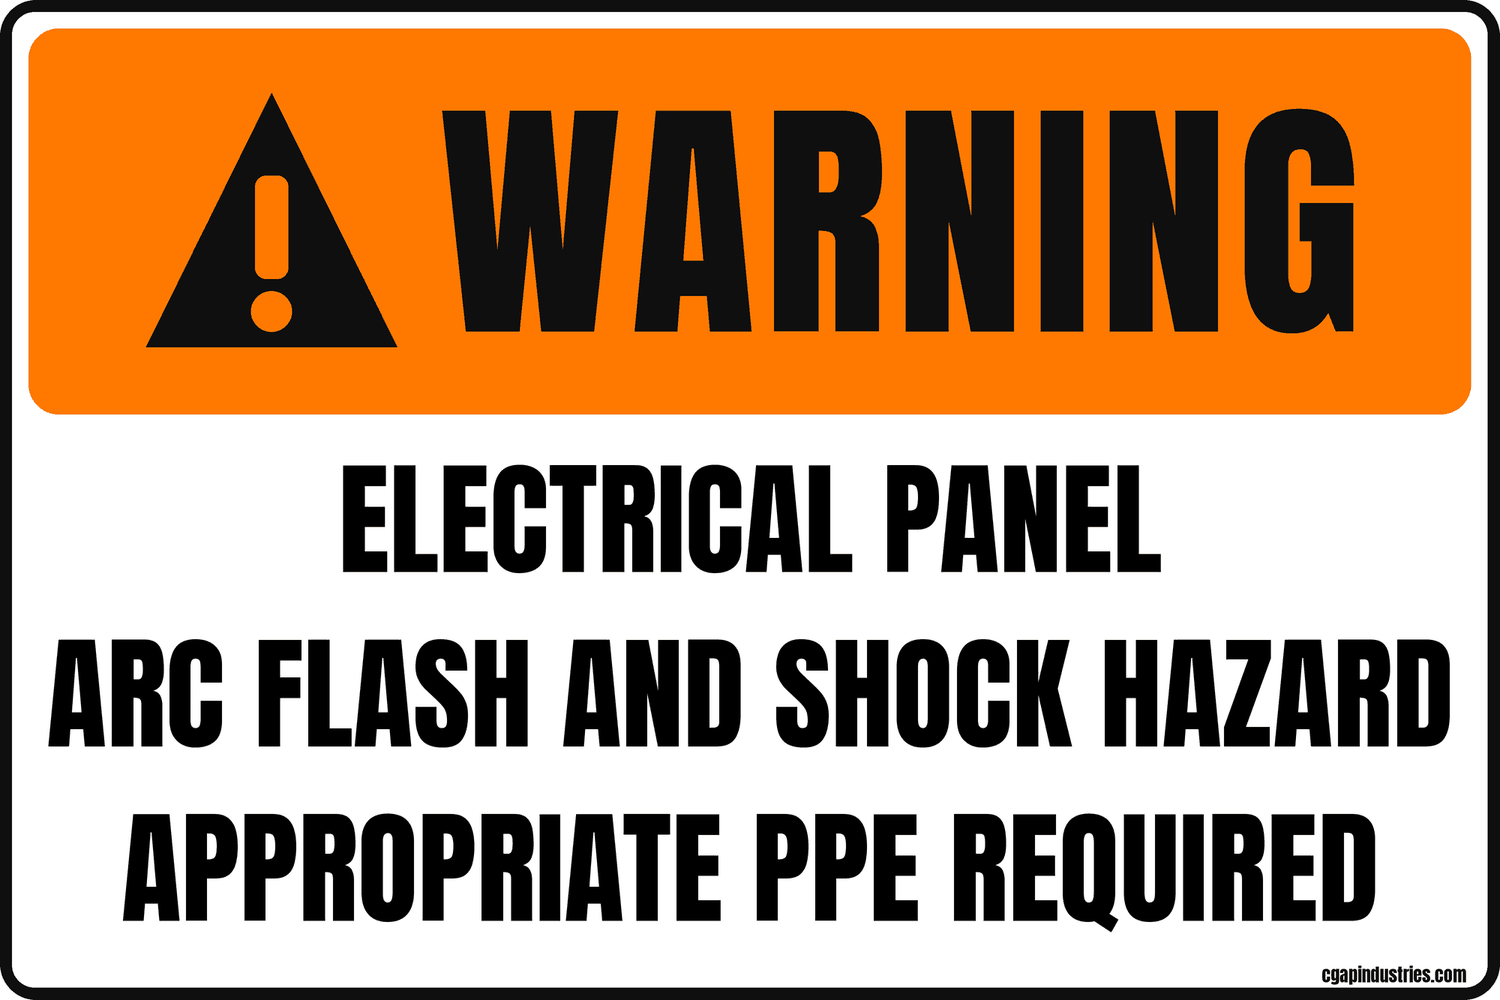 WARNING
ELECTRICAL PANEL
ARC FLASH AND SHOCK HAZARD
APPROPRIATE PPE REQUIRED
cgapindustries.com